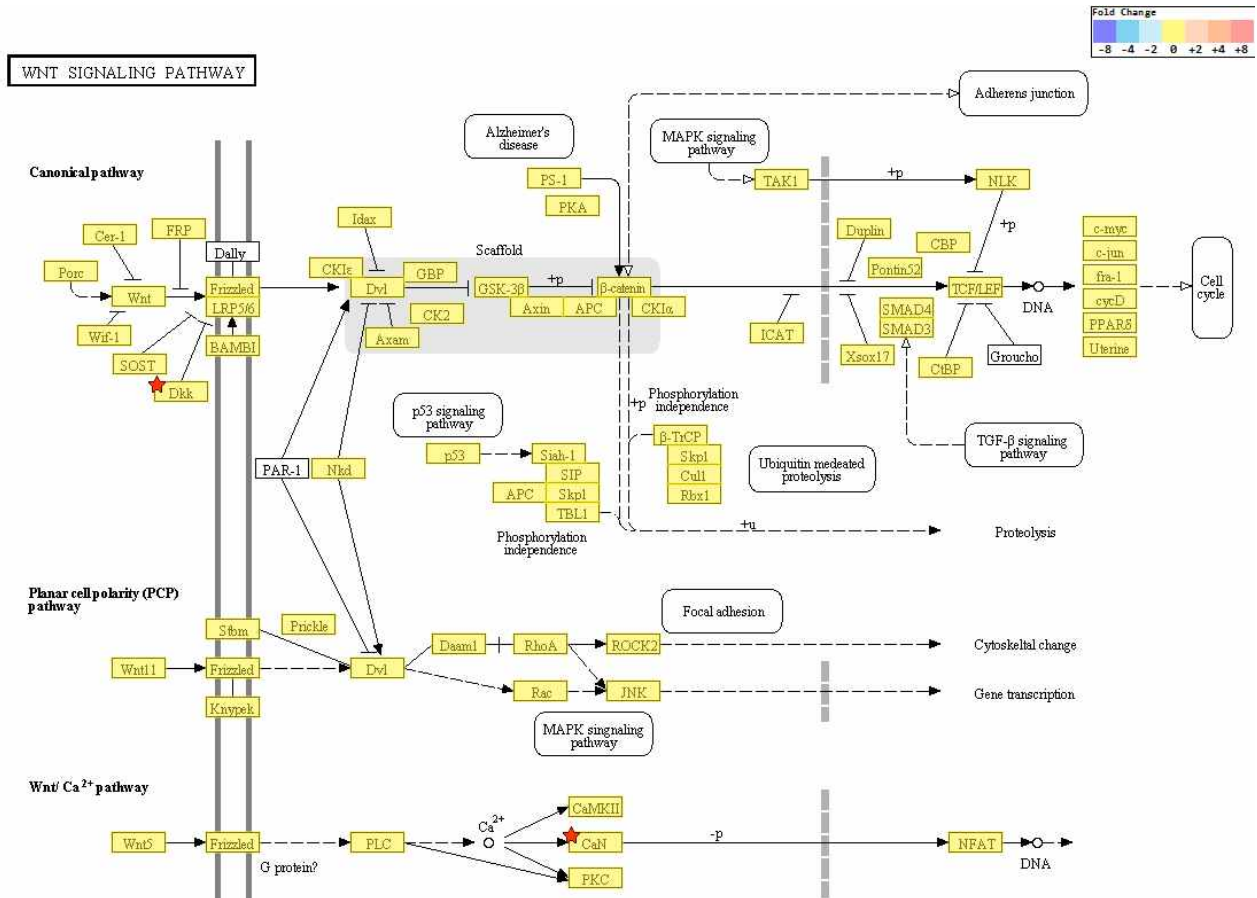 Fold Change
-8 -4 -2 0 +2 +4 +8
WNT SIGNALING PATHWAY
Adherens junction
Alzheimer's
disease
MAPK signaling
pathway
Canonical pathway
PS-1
PKA
TAK1
+p
NLK
Cer-1
FRP
Idax
Scaffold
Duplin
CBP
+p
c-myc
c-jun
fra-1
cycD
PPARδ
Uterine
Cell
cycle
Dally
Porc
Wnt
Frizzled
LRP5/6
CKIε
Dvl
GBP
GSK-3β
+p
β-catenin
Axin
APC
CKIα
Pontin52
TCF/LEF
DNA
CK2
Axam
SMAD4
SMAD3
Wif-1
BAMBI
ICAT
Xsox17
CtBP
Groucho
SOST
Dkk
p53 signaling
pathway
+p
Phosphorylation
independence
TGF-β signaling
pathway
PAR-1
Nkd
p53
Siah-1
SIP
APC
Skp1
TBL1
β-TrCP
Skp1
Cul1
Rbx1
Ubiquitin medeated
proteolysis
+u
Proteolysis
Phosphorylation
independence
Planar cell polarity (PCP)
pathway
Focal adhesion
Stbm
Prickle
Daam1
RhoA
ROCK2
Cytoskeltal change
Wnt11
Frizzled
Dvl
Rac
JNK
Gene transcription
Knypek
MAPK singnaling
pathway
Wnt/ Ca2+ pathway
CaMKII
Ca2+
Wnt5
Frizzled
PLC
CaN
-p
NFAT
DNA
G protein?
PKC